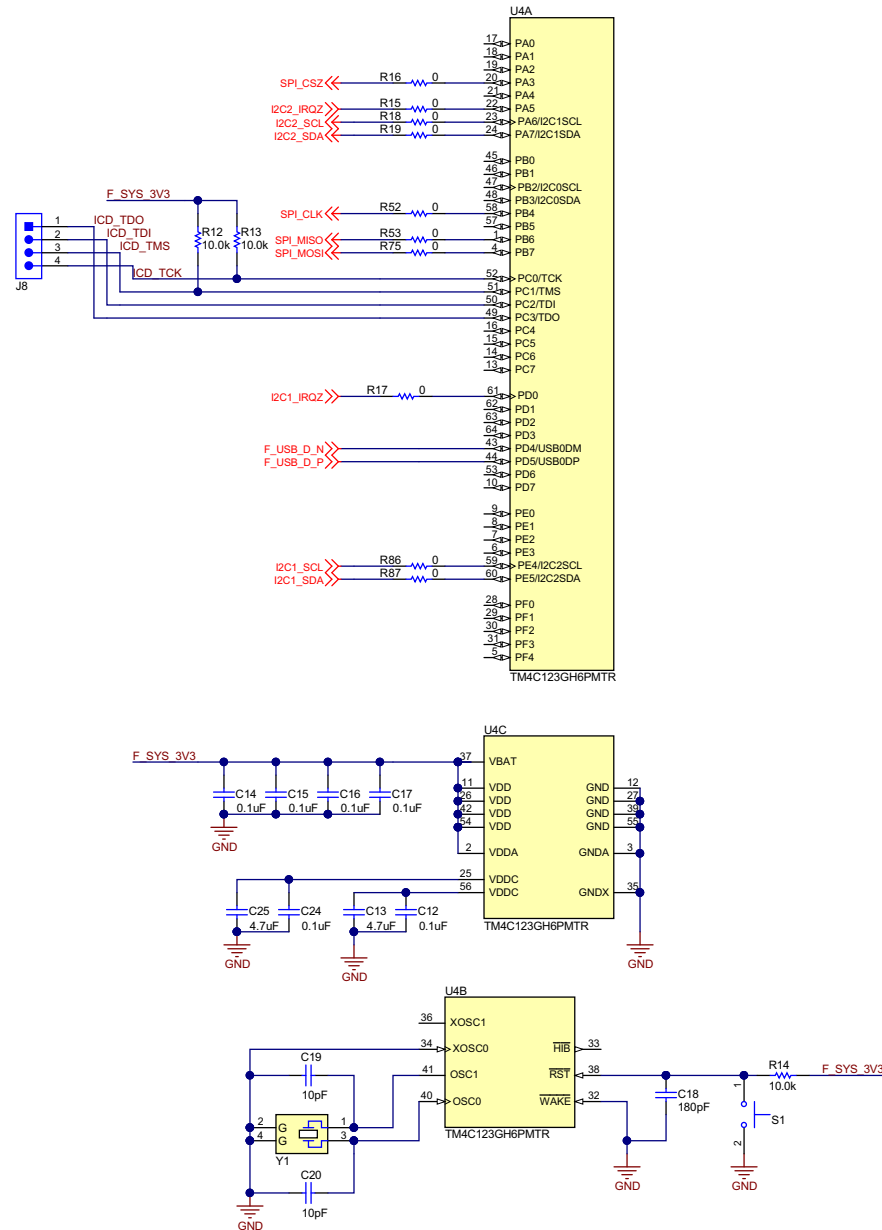 U4A
17 PA0
18 PA1
19 PA2
SPI_CSZ R16 0 20 PA3
21 PA4
I2C2_IRQZ R15 0 22 PA5
I2C2_SCL R18 0 23 PA6/I2C1SCL
I2C2_SDA R19 0 24 PA7/I2C1SDA
45 PB0
46 PB1
47 PB2/I2C0SCL
48 PB3/I2C0SDA
SPI_CLK R52 0 58 PB4
57 PB5
SPI_MISO R53 0 1 PB6
SPI_MOSI R75 0 4 PB7
F_SYS_3V3
1 ICD_TDO
2 ICD_TDI
3 ICD_TMS
4 ICD_TCK
J8
R12 10.0k
R13 10.0k
52 PC0/TCK
51 PC1/TMS
50 PC2/TDI
49 PC3/TDO
16 PC4
15 PC5
14 PC6
13 PC7
I2C1_IRQZ R17 0 61 PD0
62 PD1
63 PD2
64 PD3
F_USB_D_N 43 PD4/USB0DM
F_USB_D_P 44 PD5/USB0DP
53 PD6
10 PD7
9 PE0
8 PE1
7 PE2
6 PE3
I2C1_SCL R86 0 59 PE4/I2C2SCL
I2C1_SDA R87 0 60 PE5/I2C2SDA
28 PF0
29 PF1
30 PF2
31 PF3
5 PF4
TM4C123GH6PMTR
U4C
F_SYS_3V3 37 VBAT
C14 0.1uF
C15 0.1uF
C16 0.1uF
C17 0.1uF
GND
11 VDD GND 12
26 VDD GND 27
42 VDD GND 39
54 VDD GND 55
2 VDDA GNDA 3
25 VDDC
56 VDDC GNDX 35
C25 4.7uF
C24 0.1uF
C13 4.7uF
C12 0.1uF
TM4C123GH6PMTR
GND
GND
GND
U4B
36 XOSC1
34 XOSC0 HIB 33
41 OSC1 RST 38
40 OSC0 WAKE 32
TM4C123GH6PMTR
C19
10pF
2 G 1
4 G 3
Y1
C20
10pF
GND
C18
180pF
GND
R14
10.0k
F_SYS_3V3
1
S1
2
GND